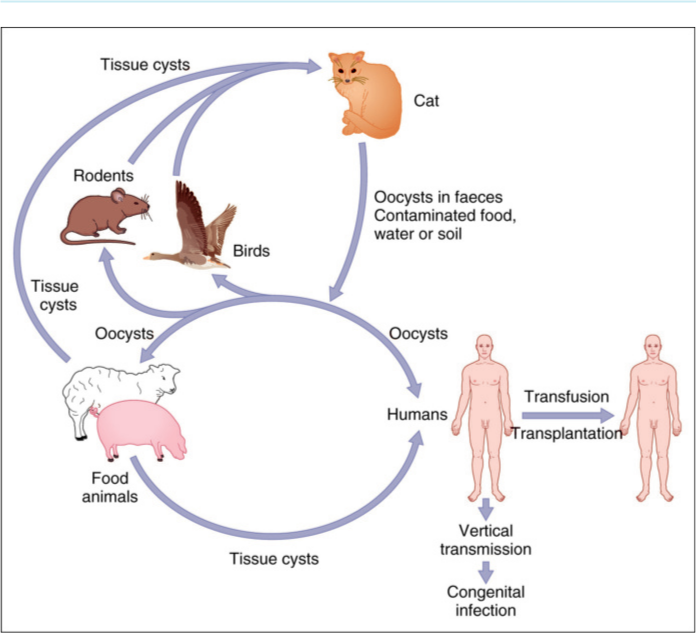 Tissue cysts
Cat
Rodents
Oocysts in faeces
Contaminated food,
water or soil
Birds
Tissue
cysts
Oocysts
Oocysts
Humans
Transfusion
Transplantation
Food
animals
Tissue cysts
Vertical
transmission
Congenital
infection